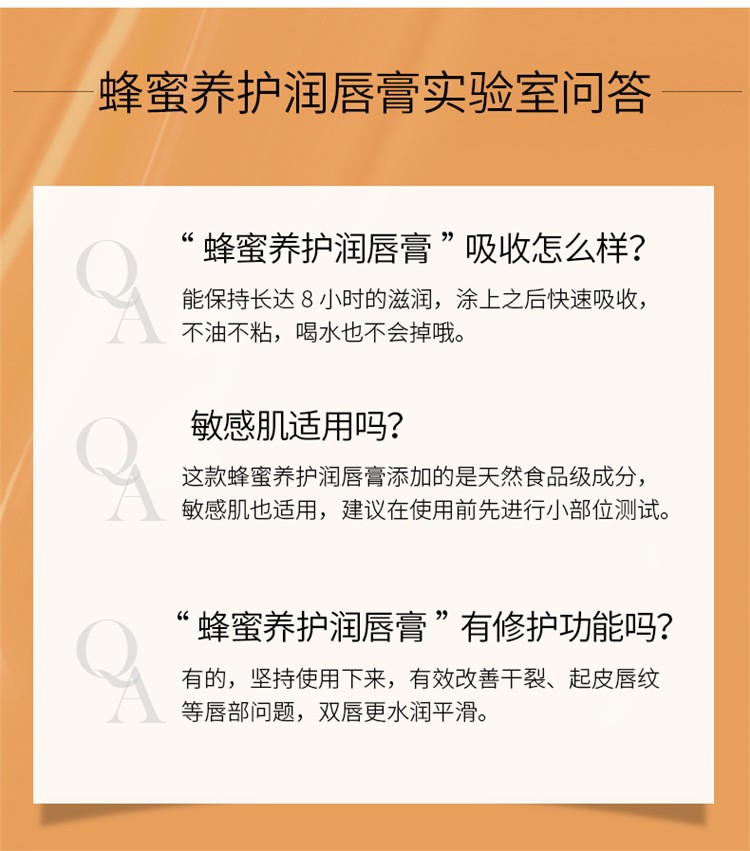 蜂蜜养护润唇膏实验室问答
QA
“蜂蜜养护润唇膏”吸收怎么样？
能保持长达8小时的滋润，涂上之后快速吸收，
不油不粘，喝水也不会掉哦。
QA
敏感肌适用吗？
这款蜂蜜养护润唇膏添加的是天然食品级成分，
敏感肌也适用，建议在使用前先进行小部位测试。
QA
“蜂蜜养护润唇膏”有修护功能吗？
有的，坚持使用下来，有效改善干裂、起皮唇纹
等唇部问题，双唇更水润平滑。